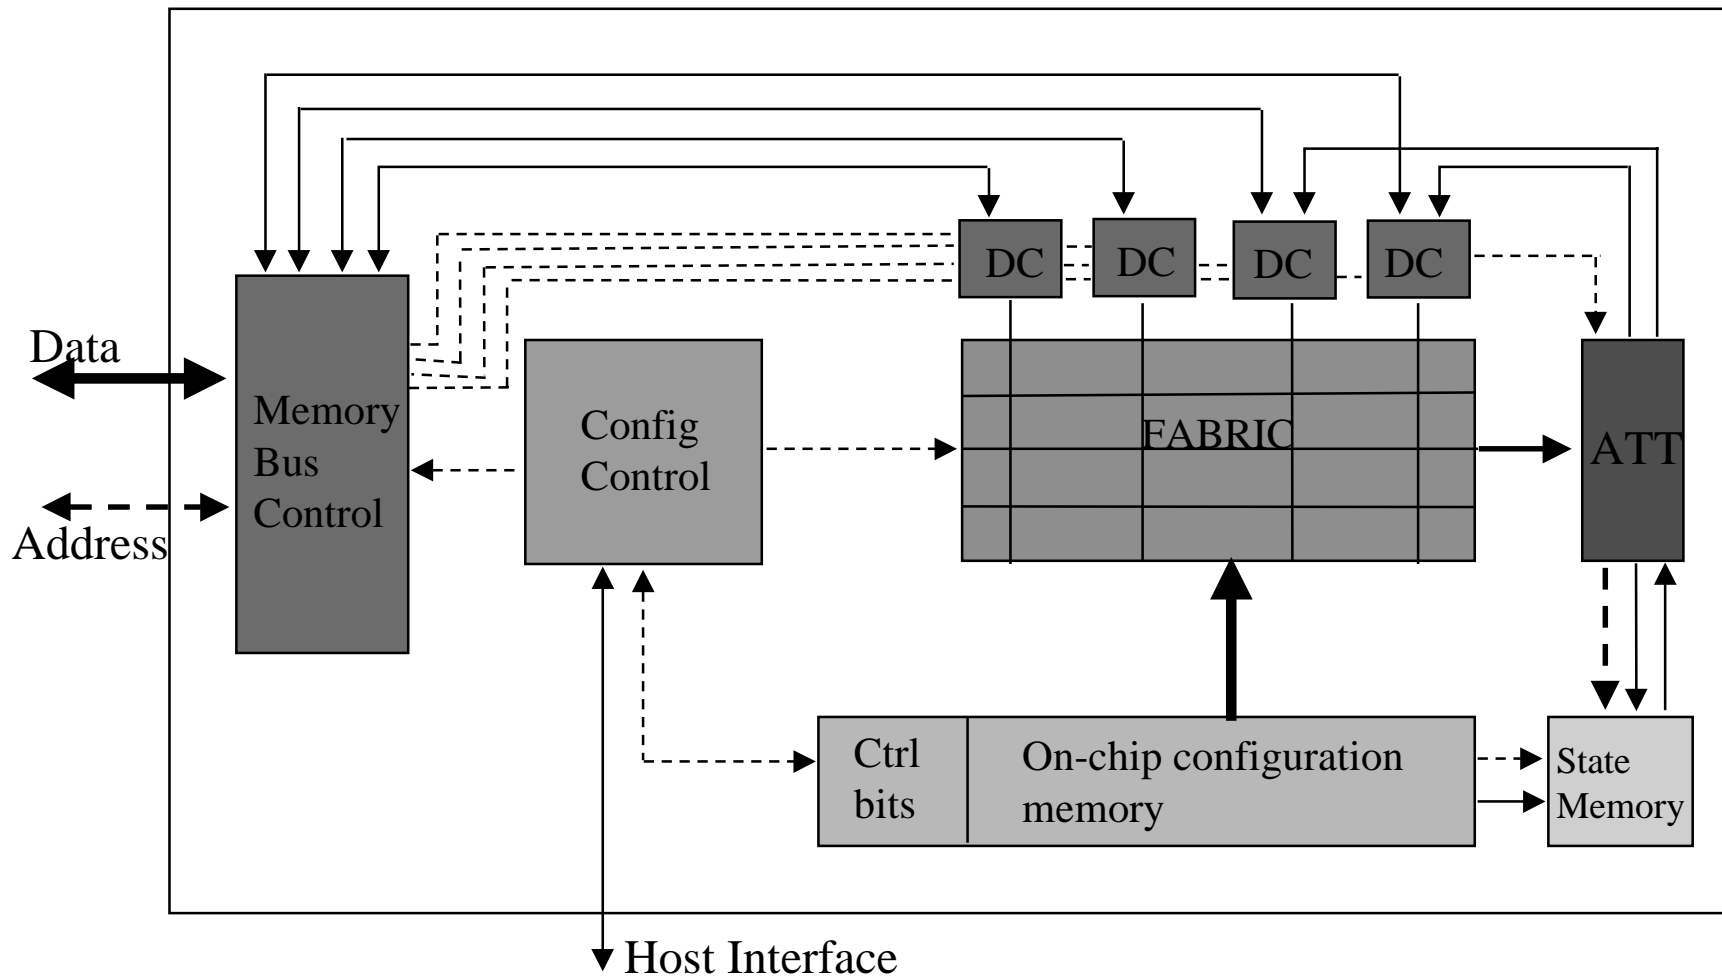 DC
DC
DC
DC
Data
Memory
Bus
Control
Config
Control
FABRIC
ATT
Address
Ctrl
bits
On-chip configuration
memory
State
Memory
Host Interface